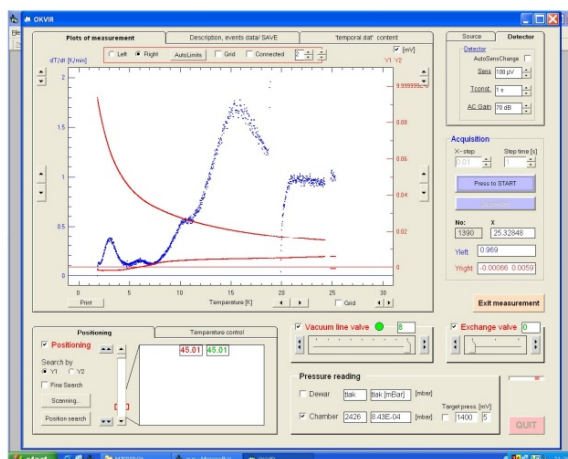 OKVIR
Plots of measurement
Description, events data/ SAVE
'temporal dat' content
Left
Right
AutoLimits
Grid
Connected
2
[mV]
dT/dt [K/min]
Y1 Y2
2
1.5
1
0.5
0
0.08
0.06
0.04
0.02
0
0 5 10 15 20 25 30
Print
Temperature [K]
Grid
Source
Detector
Detector
AutoSensChange
Sens
100 µV
Tconst.
1 s
AC Gain
70 dB
Acquisition
X-step
Step time [s]
0.01
1
Press to START
No:
X
1390
25.32848
Yleft
0.969
Yright
-0.00066 0.0059
Exit measurement
Positioning
Temperature control
Positioning
Search by
Y1
Y2
Fine Search
Scanning...
Position search
45.01
45.01
Vacuum line valve
8
Exchange valve
0
Pressure reading
Dewar
tlak
tlak [mBar]
[mbar]
Chamber
2426
8.43E-04
[mbar]
Target press. [mV]
1400
5
QUIT
start